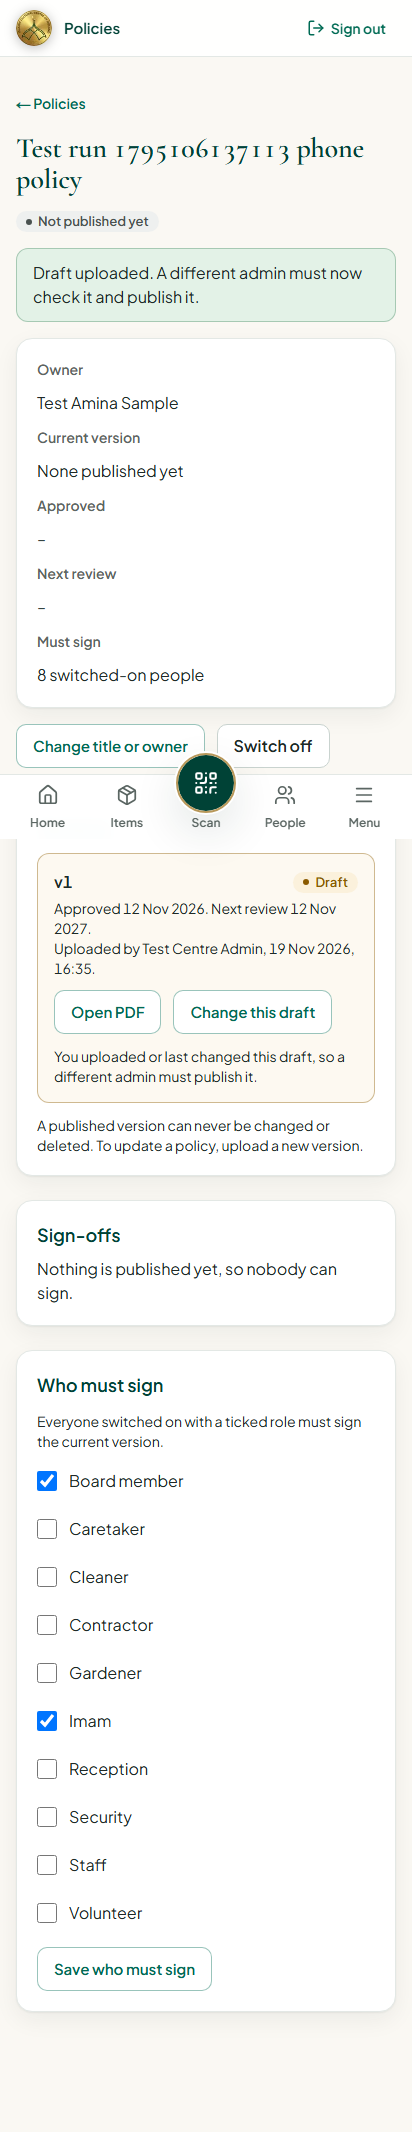 Policies
Sign out
← Policies
Test run 1795106137113 phone
policy
Not published yet
Draft uploaded. A different admin must now
check it and publish it.
Owner
Test Amina Sample
Current version
None published yet
Approved
–
Next review
–
Must sign
8 switched-on people
Change title or owner
Switch off
Home
Items
Scan
People
Menu
v1
Draft
Approved 12 Nov 2026. Next review 12 Nov
2027.
Uploaded by Test Centre Admin, 19 Nov 2026,
16:35.
Open PDF
Change this draft
You uploaded or last changed this draft, so a
different admin must publish it.
A published version can never be changed or
deleted. To update a policy, upload a new version.
Sign-offs
Nothing is published yet, so nobody can
sign.
Who must sign
Everyone switched on with a ticked role must sign
the current version.
Board member
Caretaker
Cleaner
Contractor
Gardener
Imam
Reception
Security
Staff
Volunteer
Save who must sign